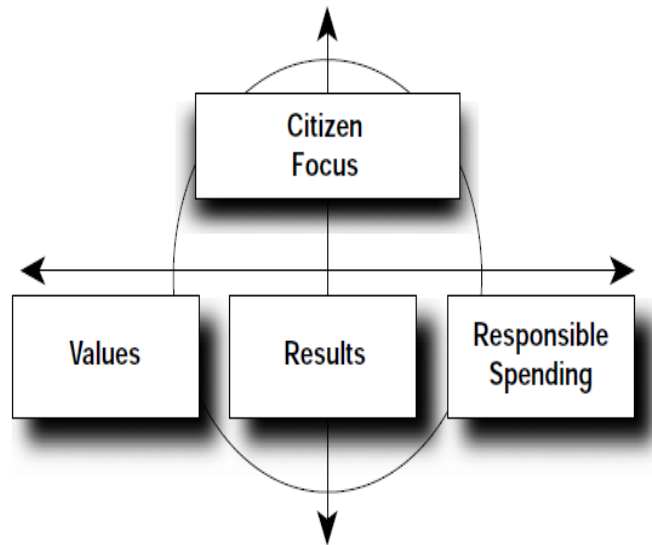 Citizen
Focus
Values
Results
Responsible
Spending